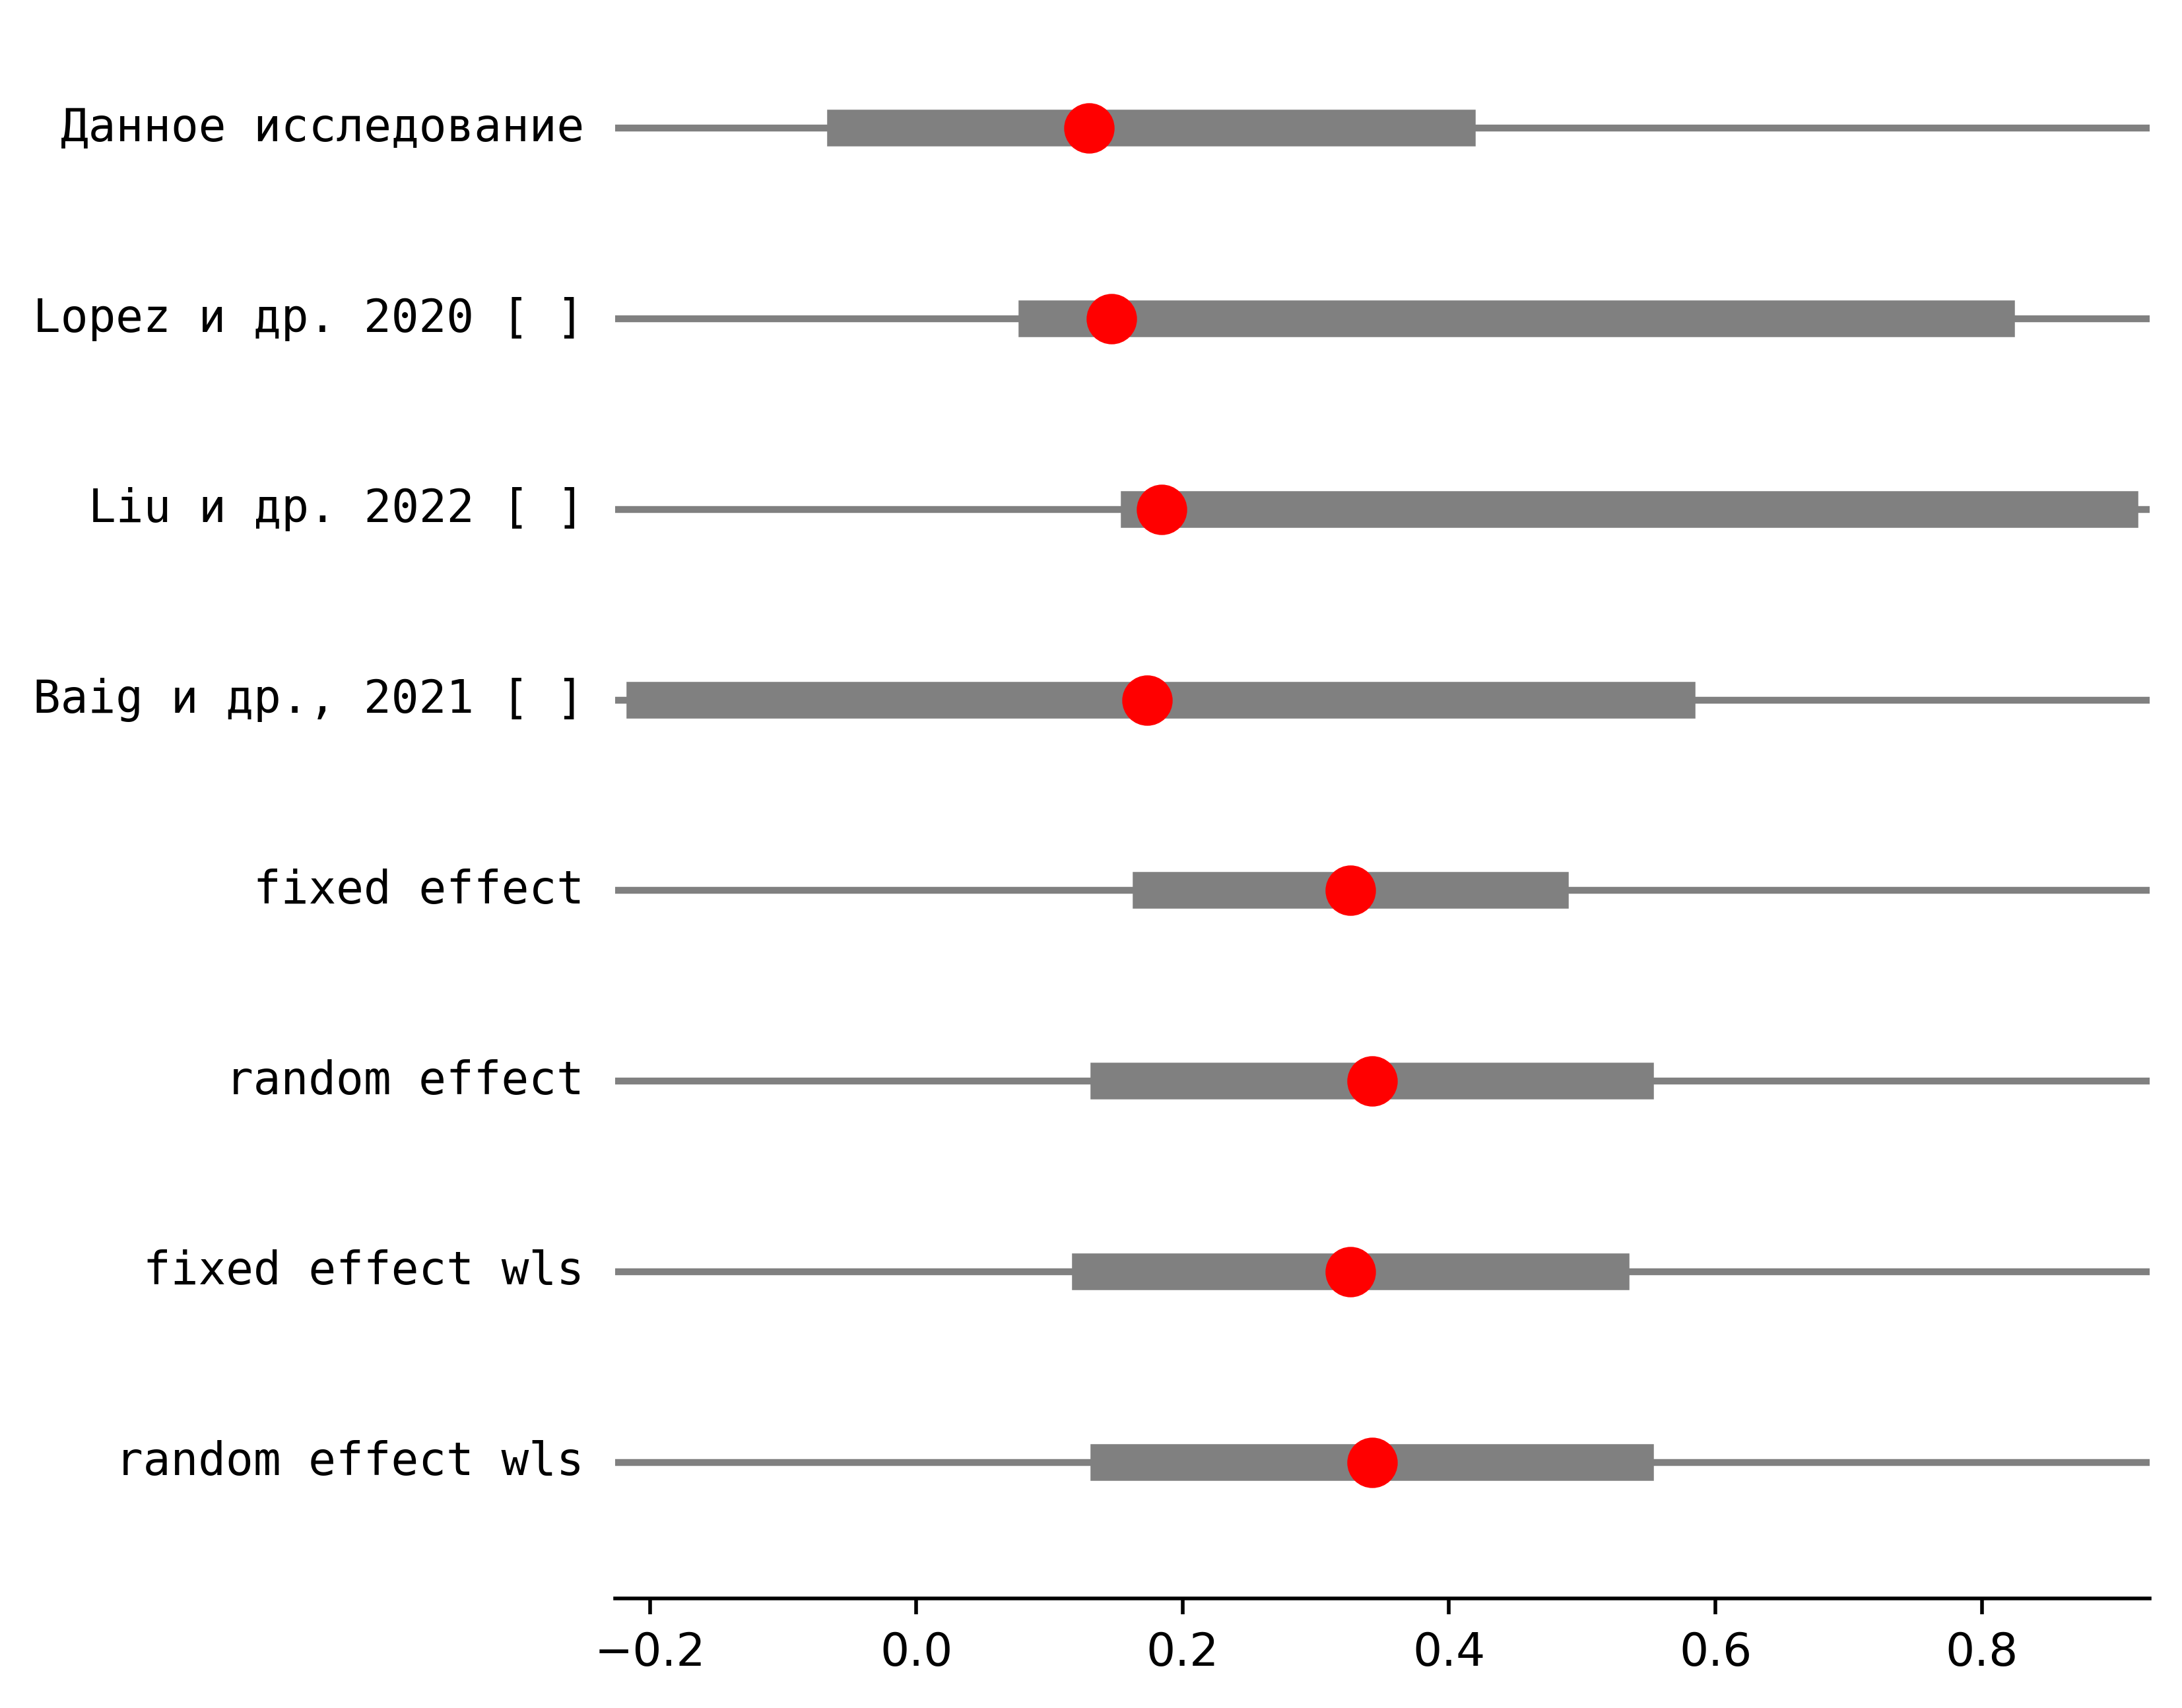 Данное исследование
Lopez и др. 2020 [ ]
Liu и др. 2022 [ ]
Baig и др., 2021 [ ]
fixed effect
random effect
fixed effect wls
random effect wls
−0.2 0.0 0.2 0.4 0.6 0.8